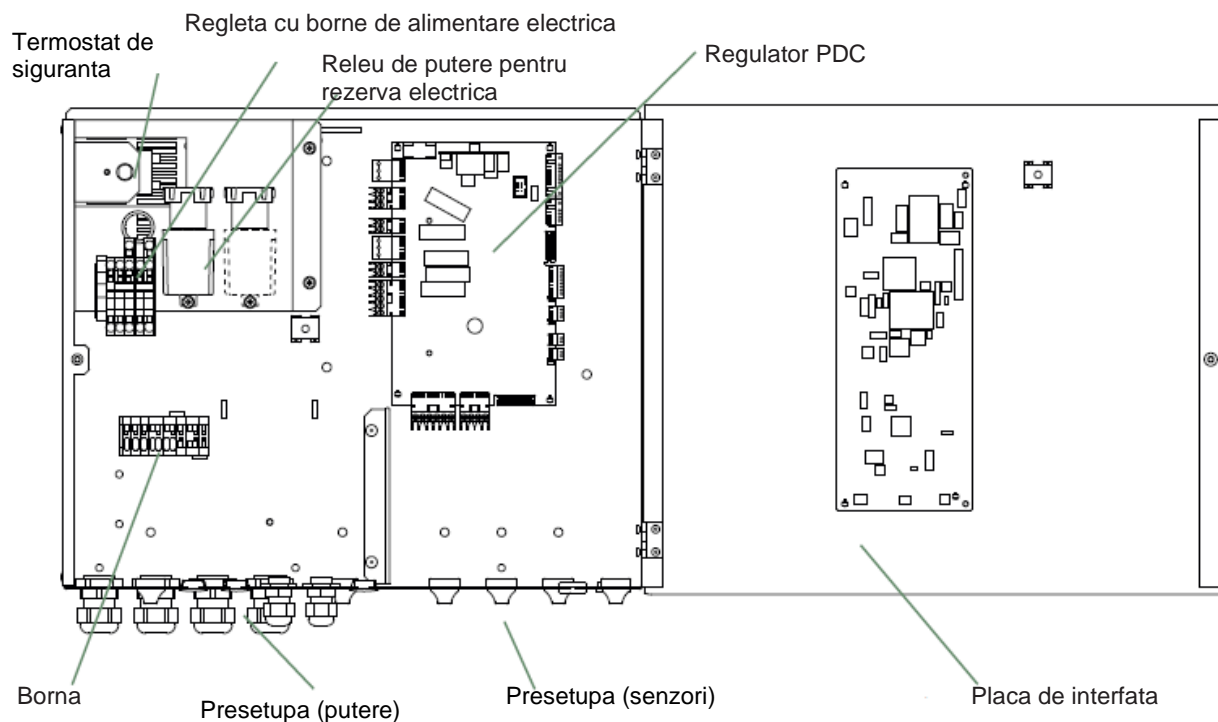 Regleta cu borne de alimentare electrica
Termostat de
siguranta
Releu de putere pentru
rezerva electrica
Regulator PDC
Borna
Presetupa (putere)
Presetupa (senzori)
Placa de interfata